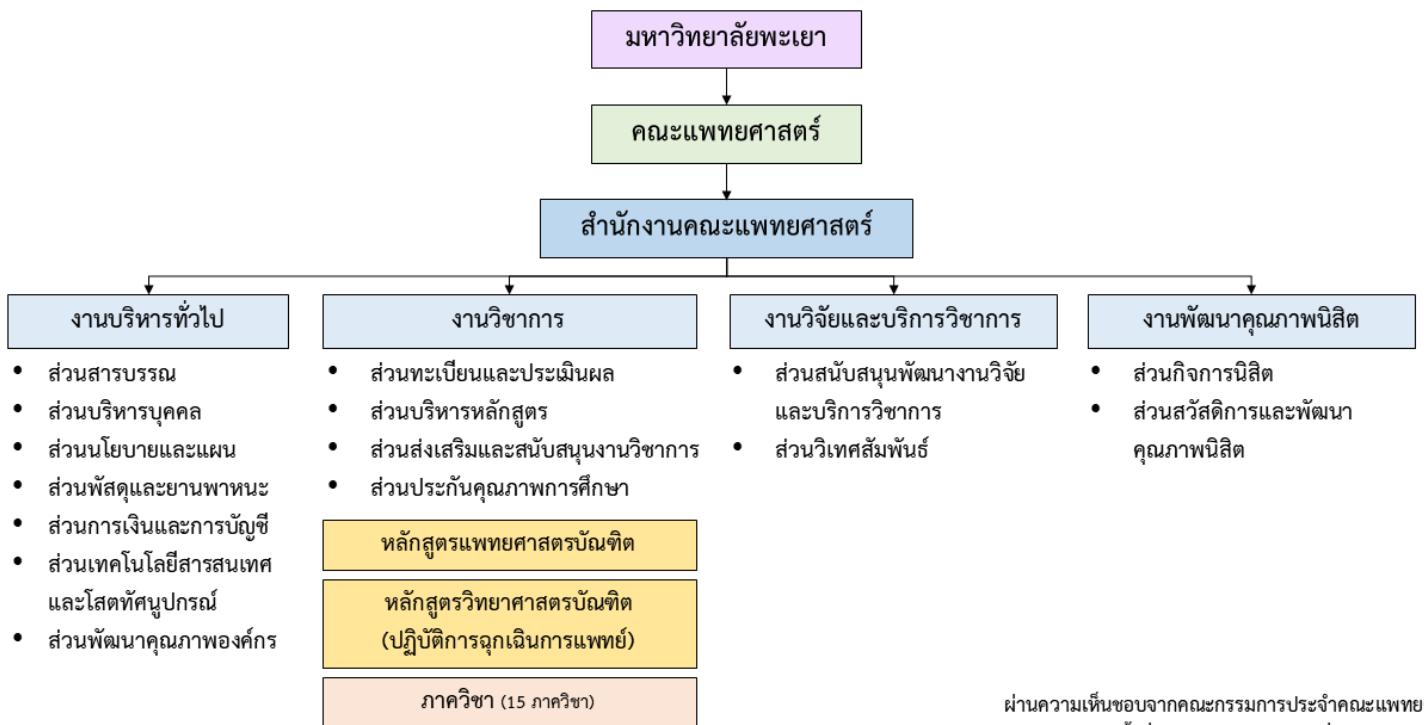 มหาวิทยาลัยพะเยา
คณะแพทยศาสตร์
สำนักงานคณะแพทยศาสตร์
งานบริหารทั่วไป
• ส่วนสารบรรณ
• ส่วนบริหารบุคคล
• ส่วนนโยบายและแผน
• ส่วนพัสดุและยานพาหนะ
• ส่วนการเงินและการบัญชี
• ส่วนเทคโนโลยีสารสนเทศ
และโสตทัศนูปกรณ์
• ส่วนพัฒนาคุณภาพองค์กร
งานวิชาการ
• ส่วนทะเบียนและประเมินผล
• ส่วนบริหารหลักสูตร
• ส่วนส่งเสริมและสนับสนุนงานวิชาการ
• ส่วนประกันคุณภาพการศึกษา
หลักสูตรแพทยศาสตรบัณฑิต
หลักสูตรวิทยาศาสตรบัณฑิต
(ปฏิบัติการฉุกเฉินการแพทย์)
ภาควิชา (15 ภาควิชา)
งานวิจัยและบริการวิชาการ
• ส่วนสนับสนุนพัฒนางานวิจัย
และบริการวิชาการ
• ส่วนวิเทศสัมพันธ์
งานพัฒนาคุณภาพนิสิต
• ส่วนกิจการนิสิต
• ส่วนสวัสดิการและพัฒนา
คุณภาพนิสิต
ผ่านความเห็นชอบจากคณะกรรมการประจำคณะแพทย